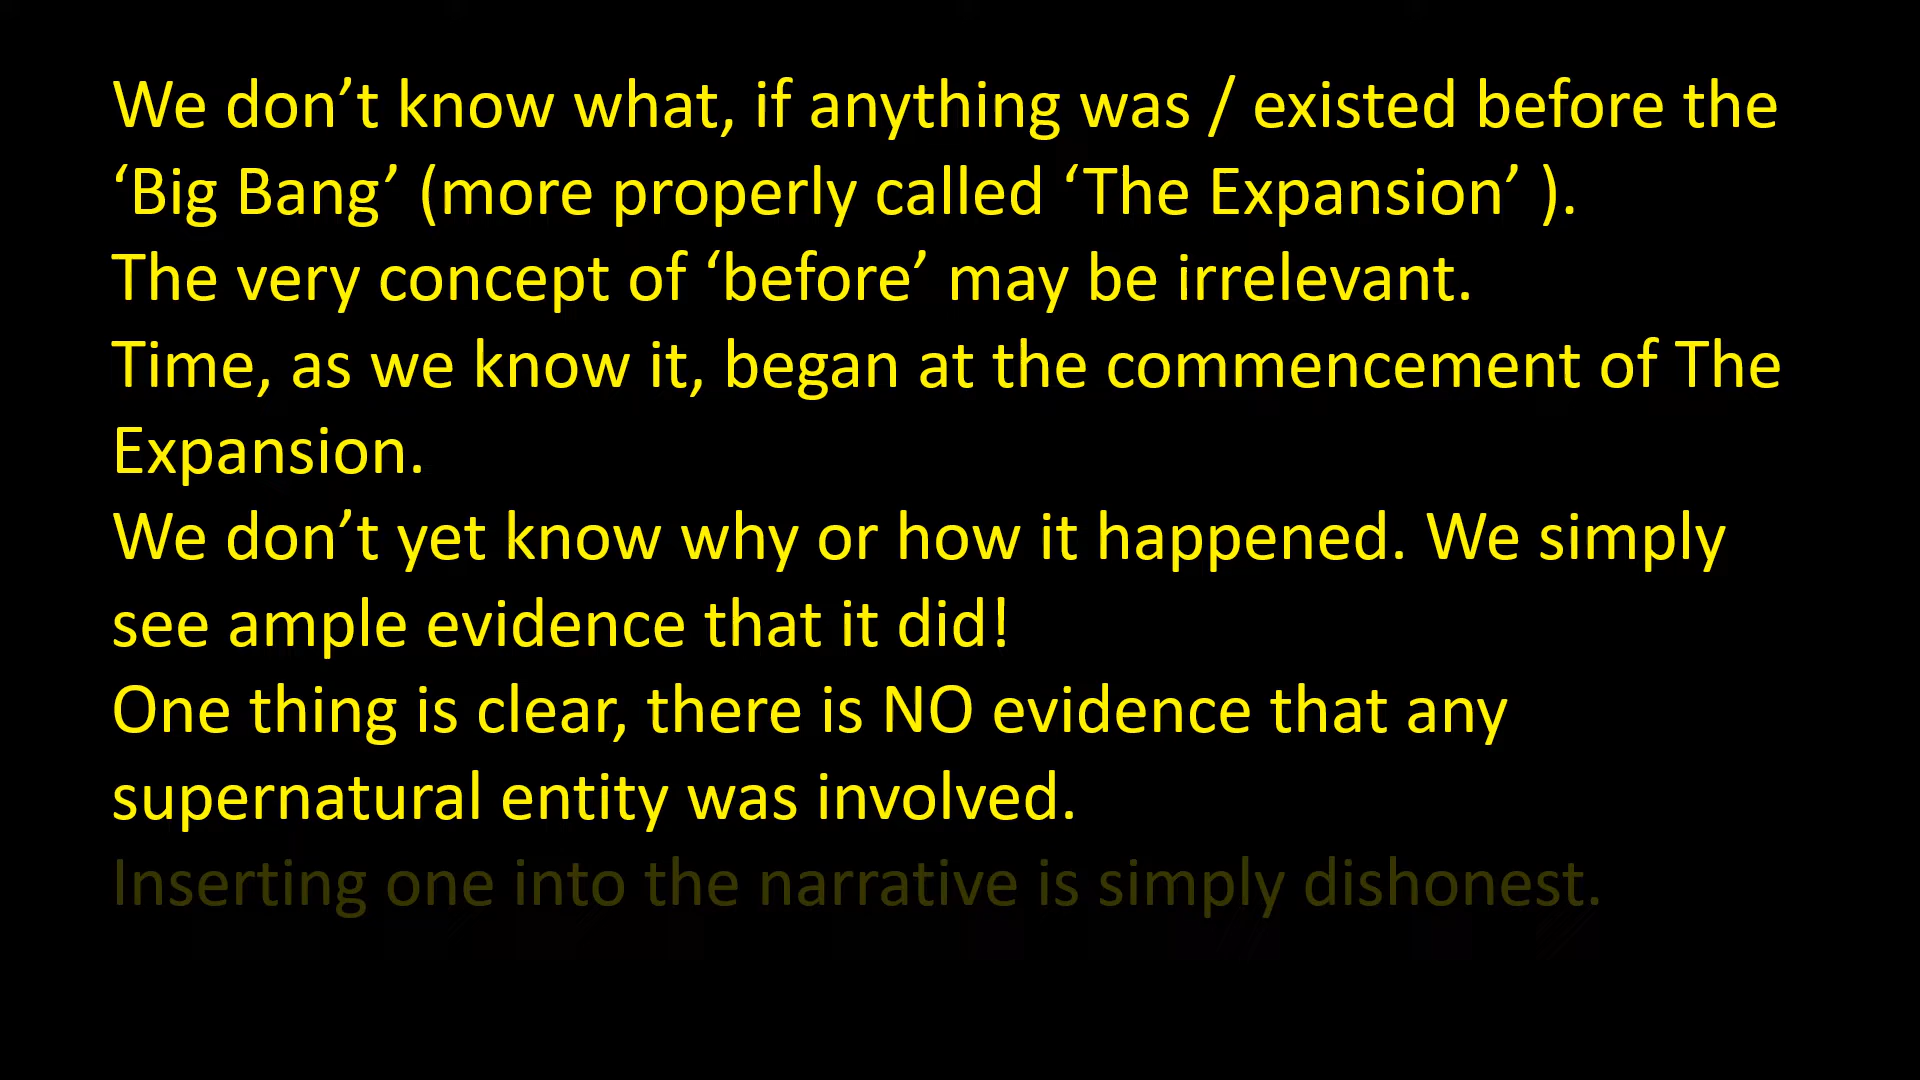 We don’t know what, if anything was / existed before the
‘Big Bang’ (more properly called ‘The Expansion’ ).
The very concept of ‘before’ may be irrelevant.
Time, as we know it, began at the commencement of The
Expansion.
We don’t yet know why or how it happened. We simply
see ample evidence that it did!
One thing is clear, there is NO evidence that any
supernatural entity was involved.
Inserting one into the narrative is simply dishonest.